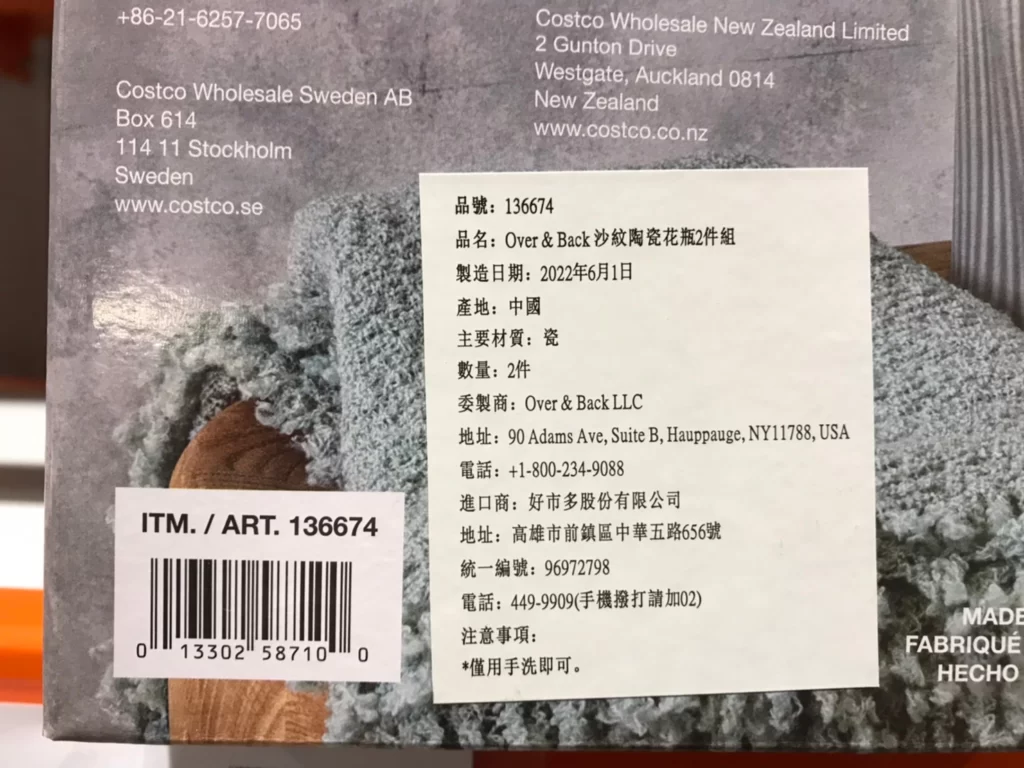 +86-21-6257-7065
Costco Wholesale Sweden AB
Box 614
114 11 Stockholm
Sweden
www.costco.se
Costco Wholesale New Zealand Limited
2 Gunton Drive
Westgate, Auckland 0814
New Zealand
www.costco.co.nz
品號：136674
品名：Over & Back 沙紋陶瓷花瓶2件組
製造日期：2022年6月1日
產地：中國
主要材質：瓷
數量：2件
委製商：Over & Back LLC
地址：90 Adams Ave, Suite B, Hauppauge, NY11788, USA
電話：+1-800-234-9088
進口商：好市多股份有限公司
地址：高雄市前鎮區中華五路656號
統一編號：96972798
電話：449-9909(手機撥打請加02)
注意事項：
*僅用手洗即可。
ITM. / ART. 136674
0 13302 58710 0
MADE
FABRIQUÉ
HECHO